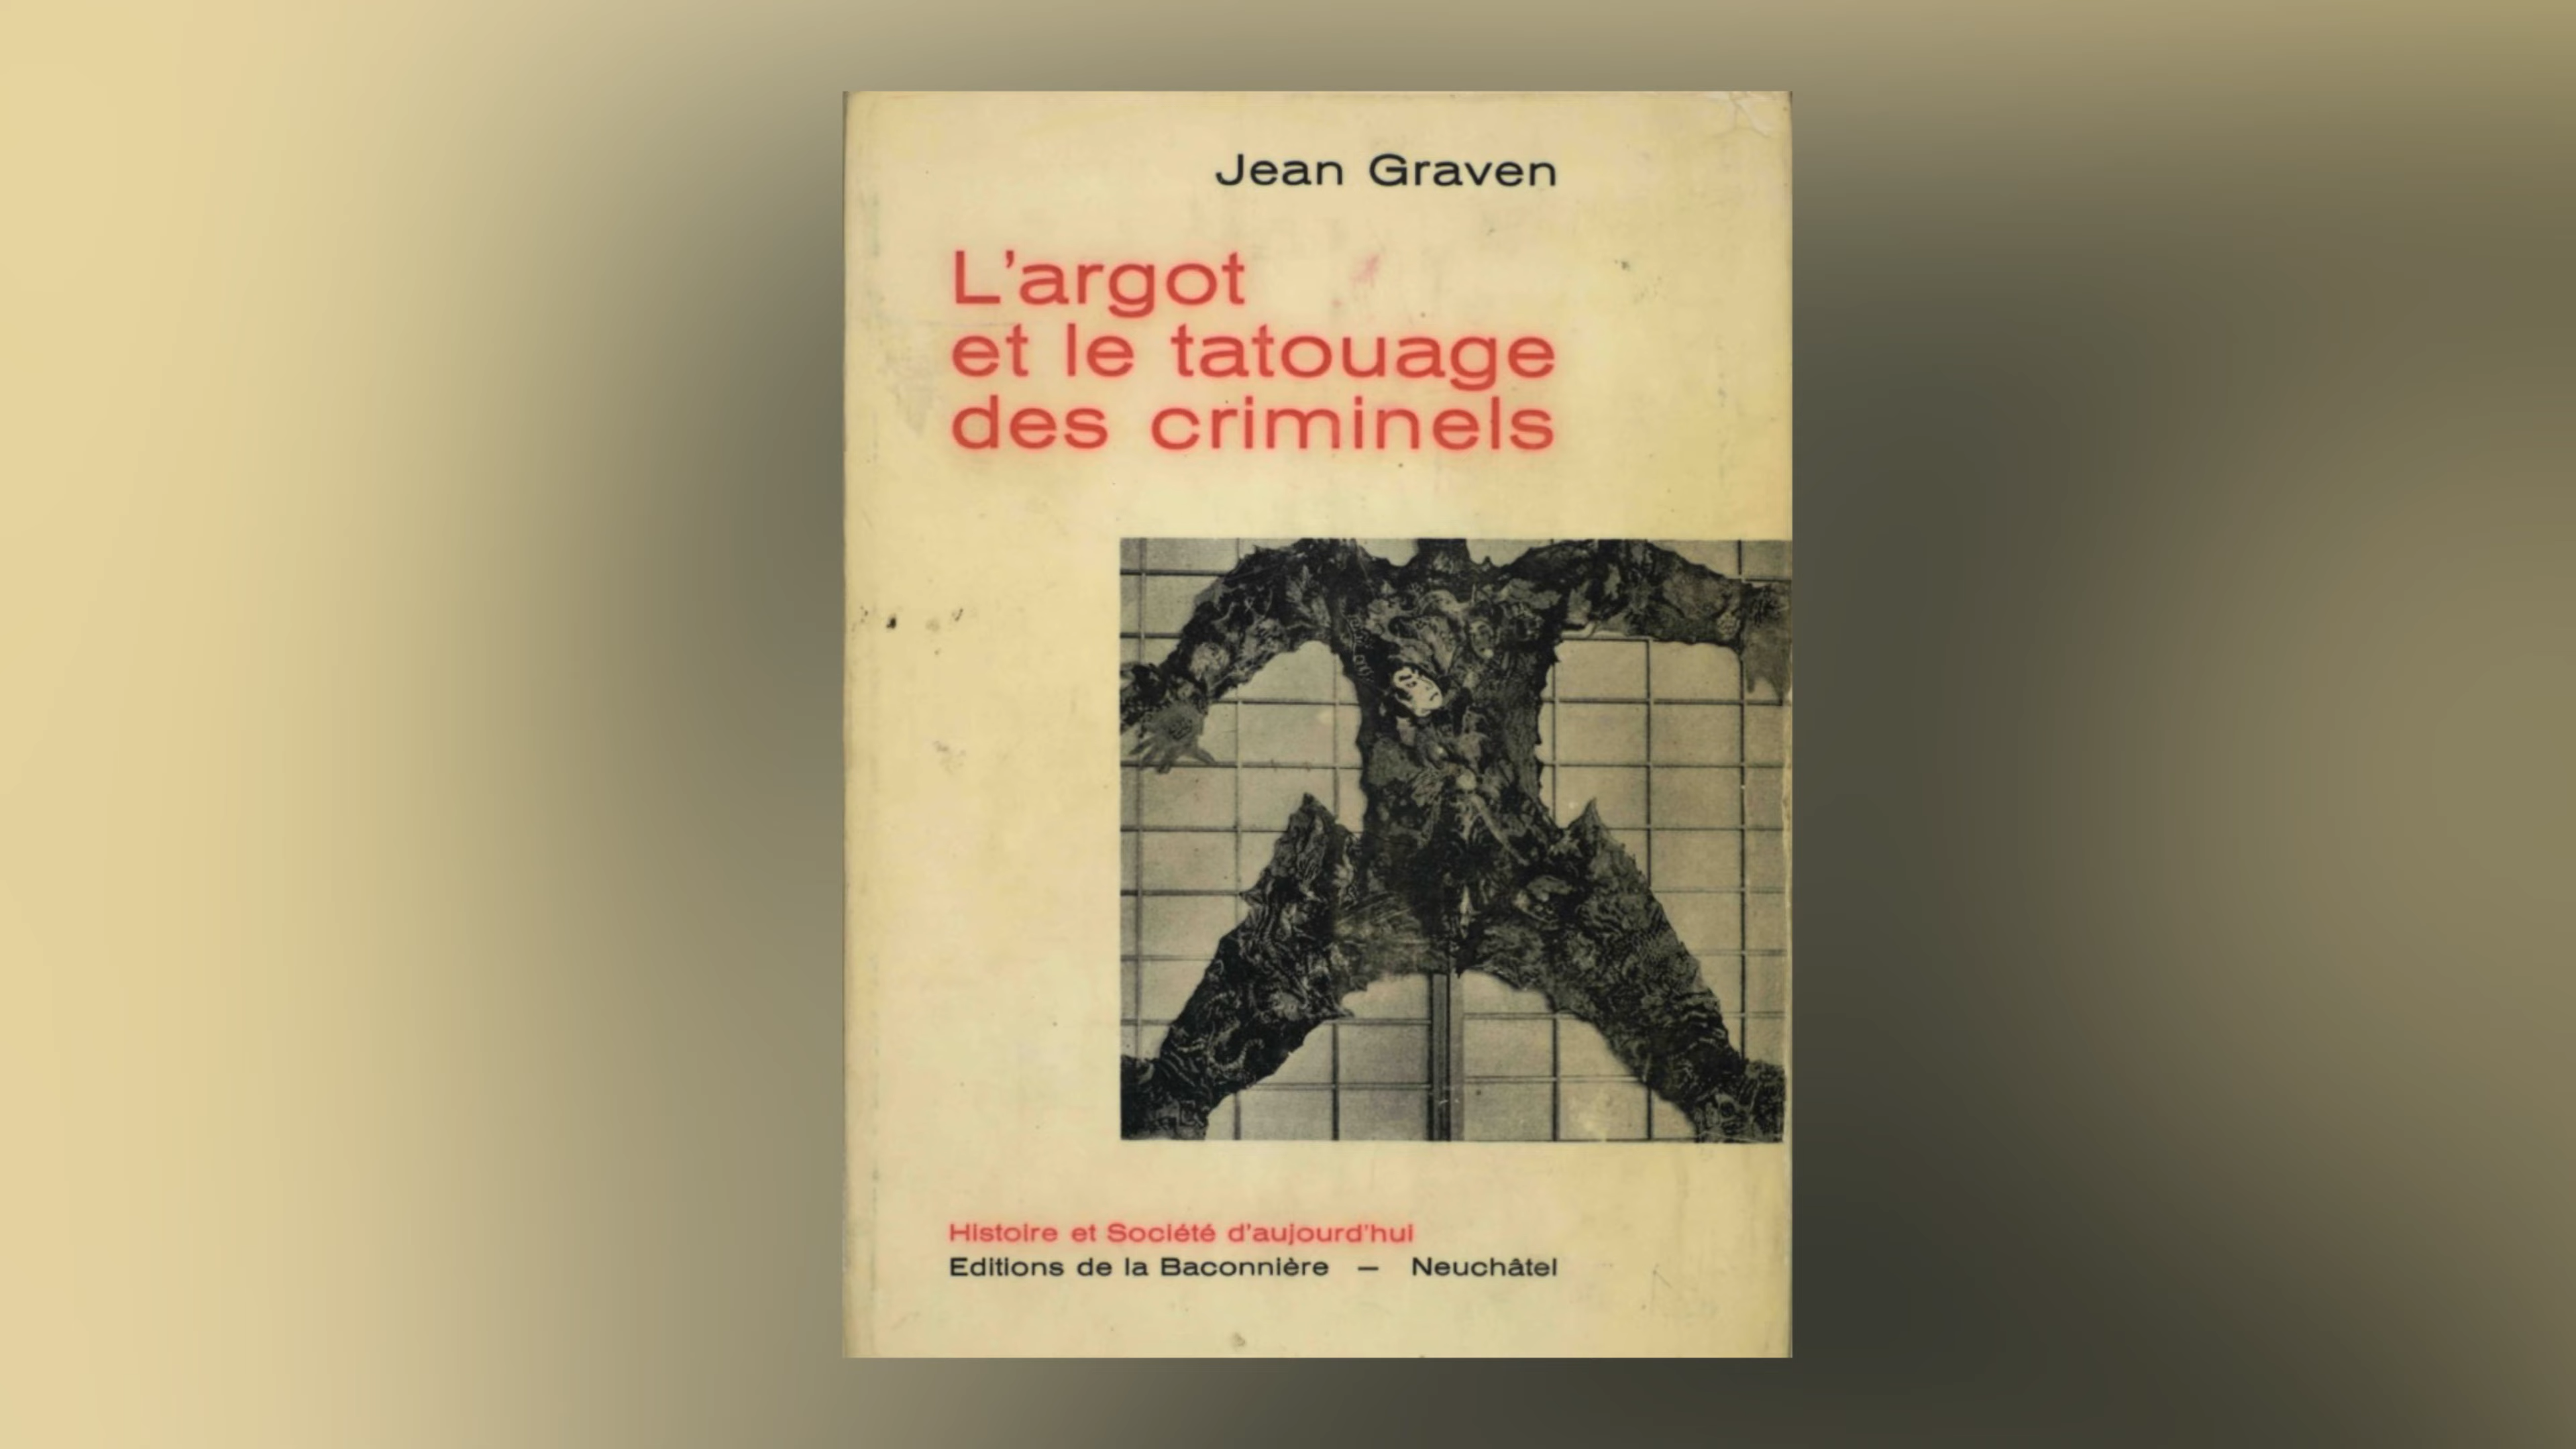 Jean Graven
L'argot
et le tatouage
des criminels
Histoire et Société d'aujourd'hui
Editions de la Baconnière — Neuchâtel